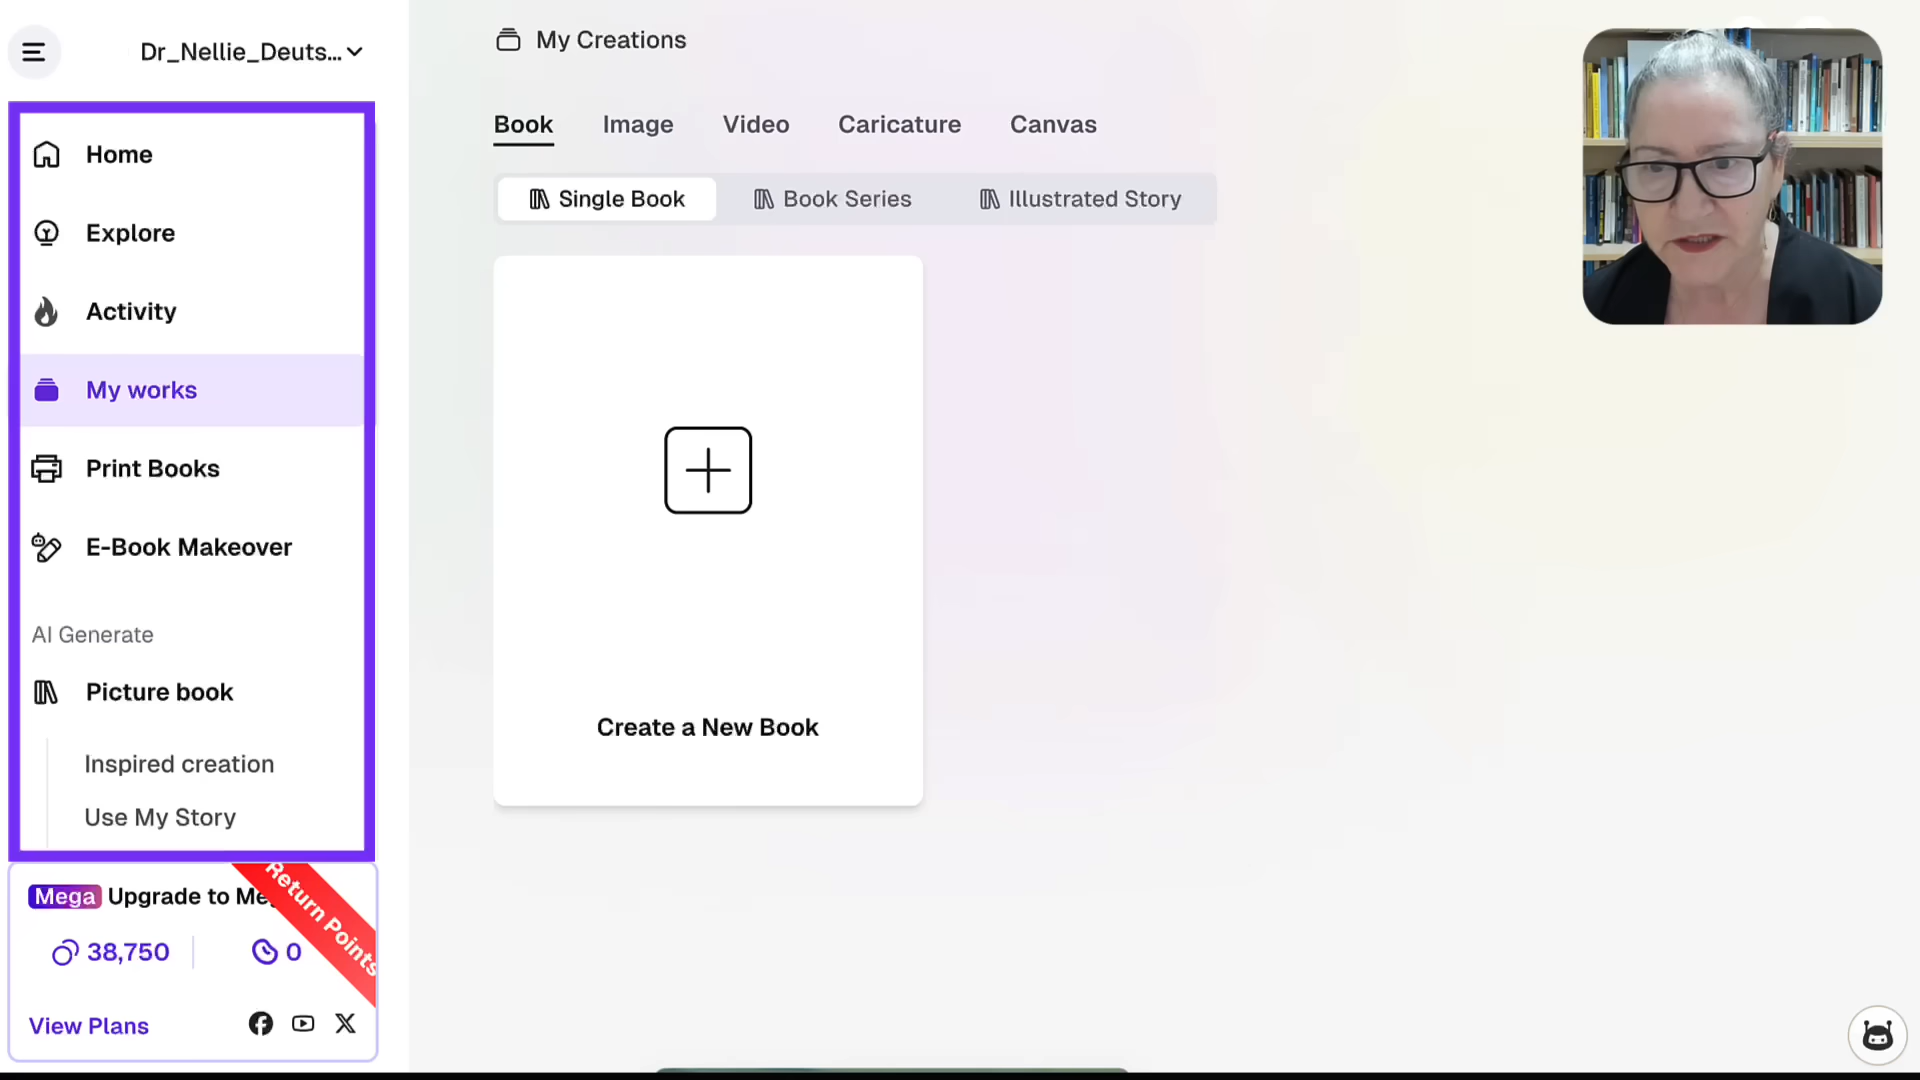 Dr_Nellie_Deuts...
Home
Explore
Activity
My works
Print Books
E-Book Makeover
AI Generate
Picture book
Inspired creation
Use My Story
Mega Upgrade to Me
Return Points
38,750
0
View Plans
My Creations
Book
Image
Video
Caricature
Canvas
Single Book
Book Series
Illustrated Story
Create a New Book